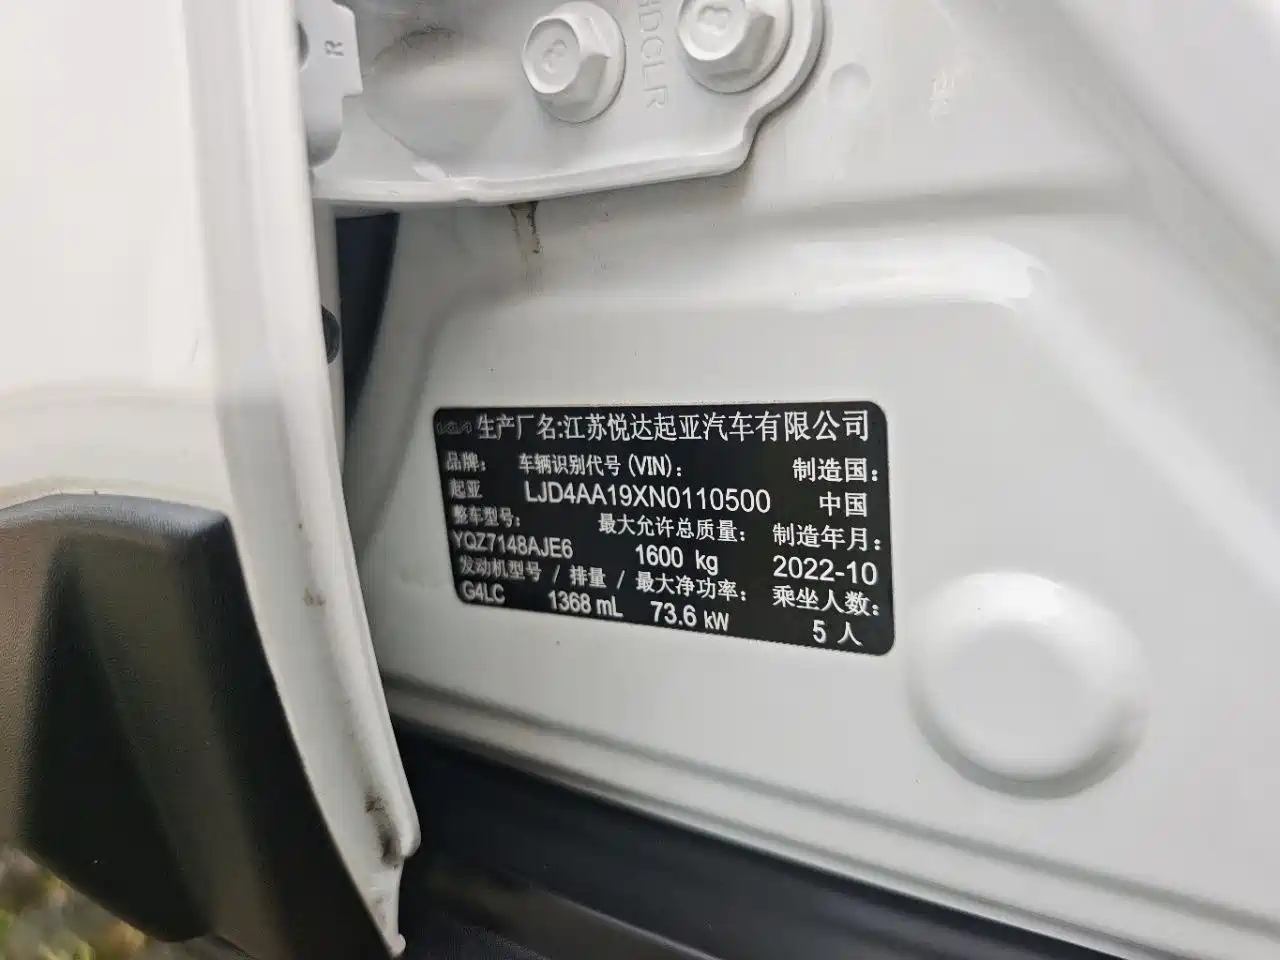 R
HDCLR
8
8
KIA 生产厂名:江苏悦达起亚汽车有限公司
品牌: 车辆识别代号(VIN): 制造国:
起亚 LJD4AA19XN0110500 中国
整车型号: 最大允许总质量: 制造年月:
YQZ7148AJE6 1600 kg 2022-10
发动机型号 / 排量 / 最大净功率: 乘坐人数:
G4LC 1368 mL 73.6 kW 5 人